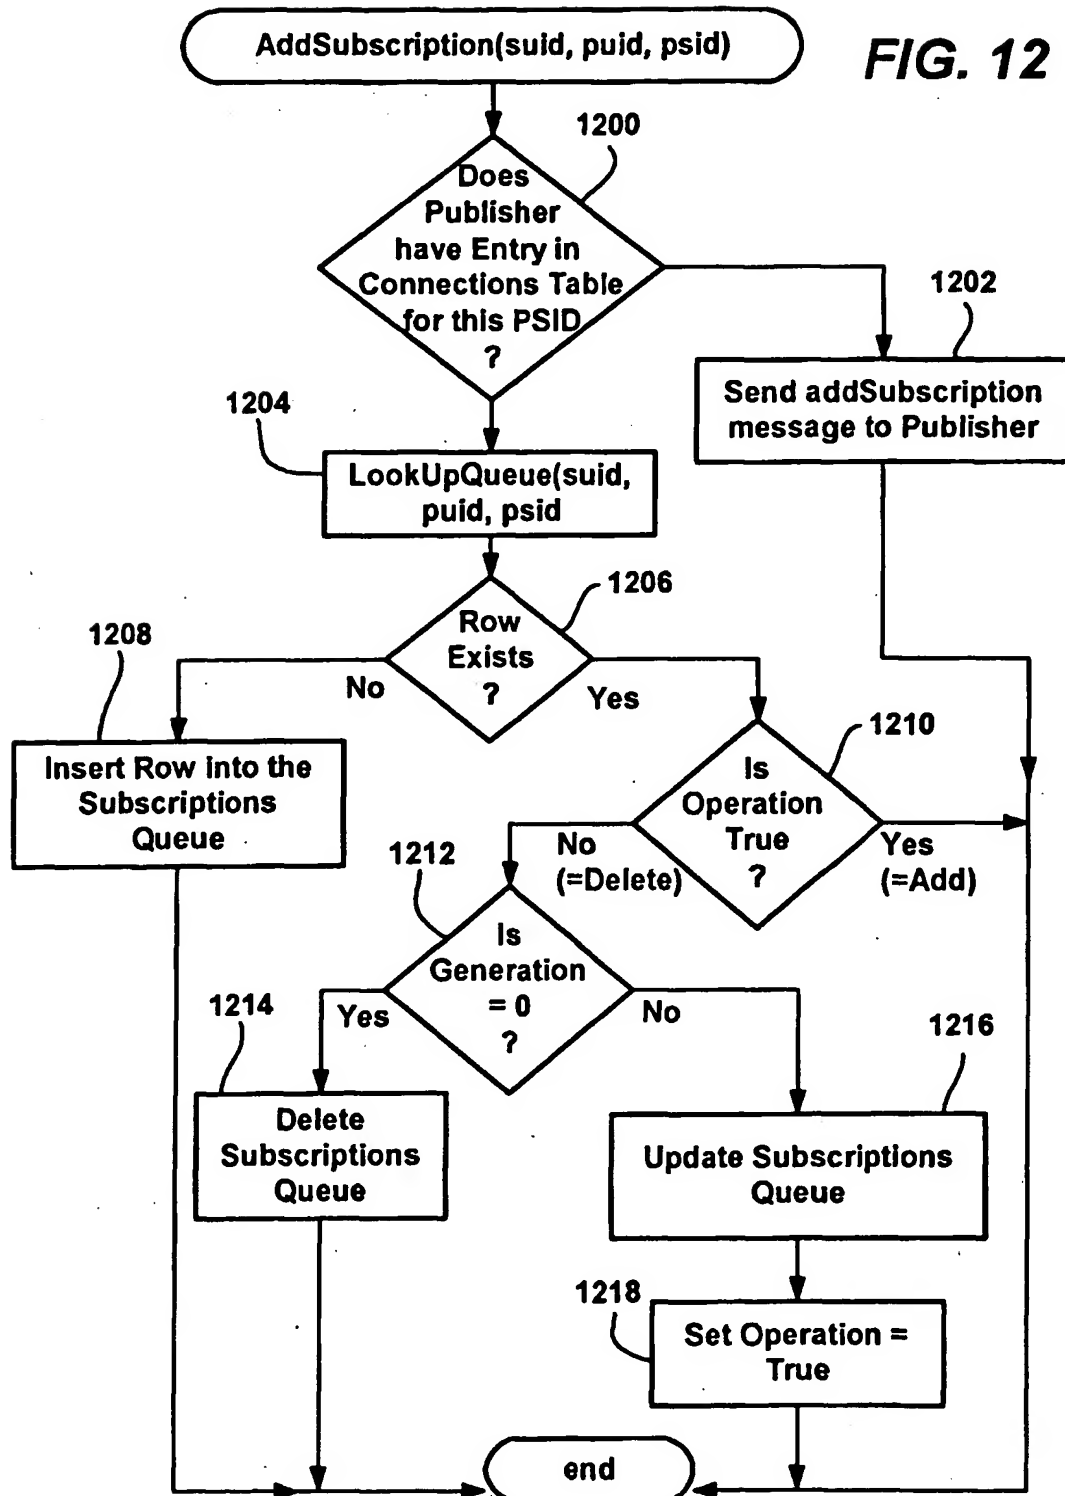 AddSubscription(suid, puid, psid)
FIG. 12
1200
Does
Publisher
have Entry in
Connections Table
for this PSID
?
1202
Send addSubscription
message to Publisher
1204
LookUpQueue(suid,
puid, psid
1206
Row
Exists
?
No
Yes
1208
Insert Row into the
Subscriptions
Queue
1210
Is
Operation
True
?
No
(=Delete)
Yes
(=Add)
1212
Is
Generation
= 0
?
Yes
No
1214
Delete
Subscriptions
Queue
1216
Update Subscriptions
Queue
1218
Set Operation =
True
end